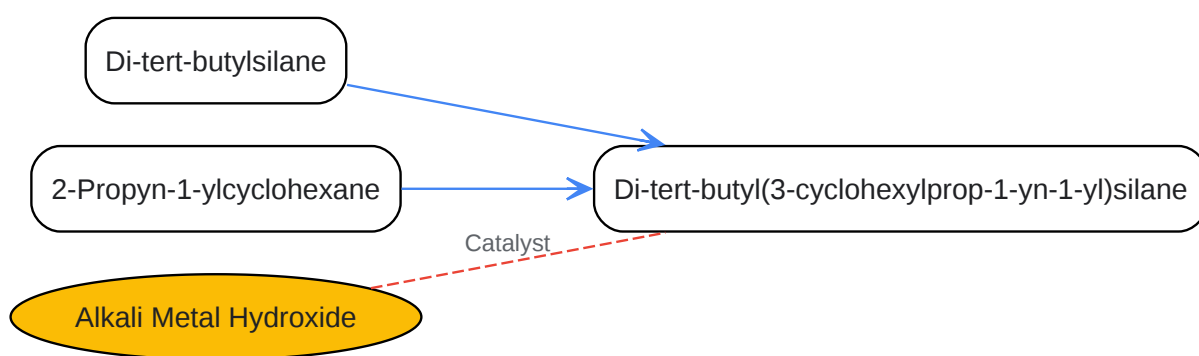 Di-tert-butylsilane
2-Propyn-1-ylcyclohexane
Di-tert-butyl(3-cyclohexylprop-1-yn-1-yl)silane
Catalyst
Alkali Metal Hydroxide